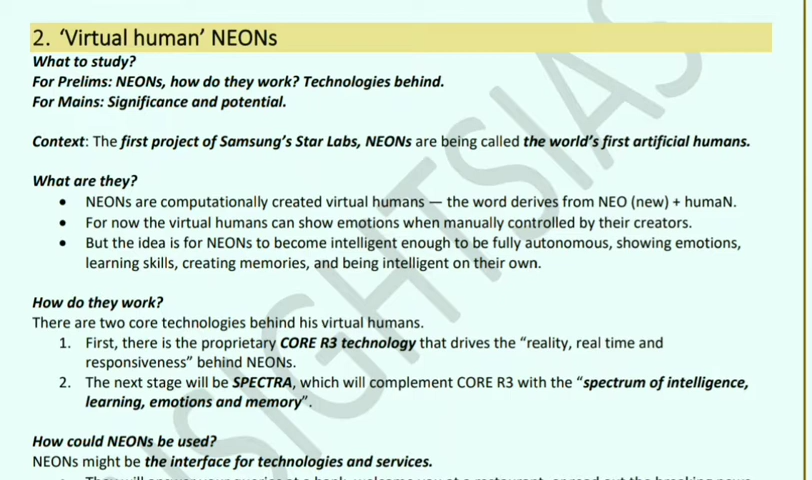 2. ‘Virtual human’ NEONs
What to study?
For Prelims: NEONs, how do they work? Technologies behind.
For Mains: Significance and potential.
Context: The first project of Samsung’s Star Labs, NEONs are being called the world’s first artificial humans.
What are they?
• NEONs are computationally created virtual humans — the word derives from NEO (new) + humaN.
• For now the virtual humans can show emotions when manually controlled by their creators.
• But the idea is for NEONs to become intelligent enough to be fully autonomous, showing emotions,
learning skills, creating memories, and being intelligent on their own.
How do they work?
There are two core technologies behind his virtual humans.
1. First, there is the proprietary CORE R3 technology that drives the “reality, real time and
responsiveness” behind NEONs.
2. The next stage will be SPECTRA, which will complement CORE R3 with the “spectrum of intelligence,
learning, emotions and memory”.
How could NEONs be used?
NEONs might be the interface for technologies and services.
SIGHTSIAS